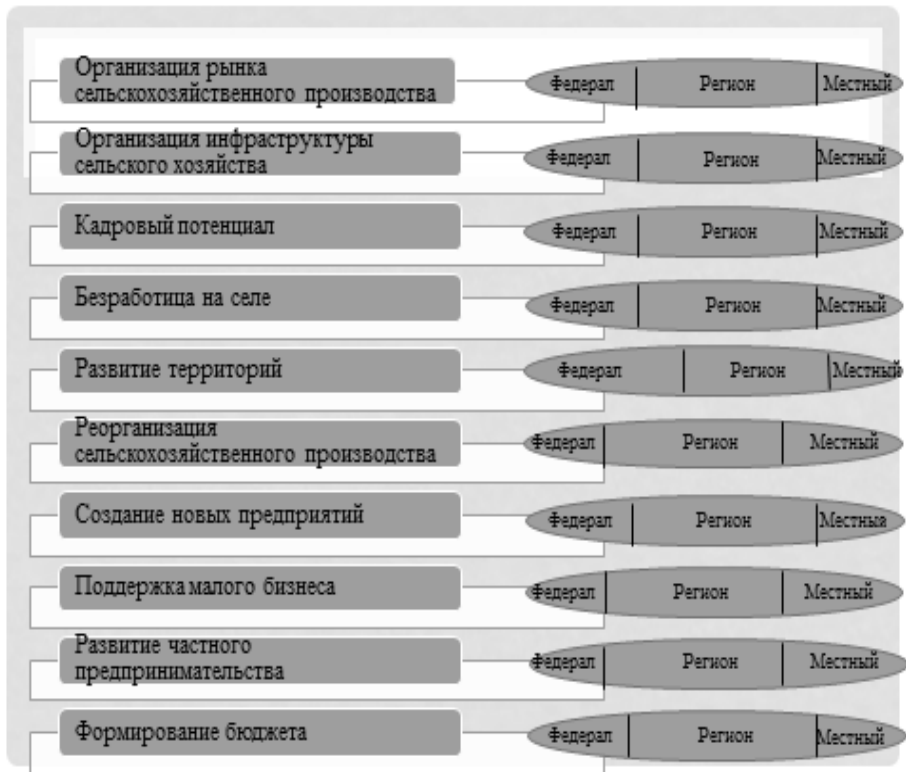 Организация рынка
сельскохозяйственного производства
Федерал Регион Местный
Организация инфраструктуры
сельского хозяйства
Федерал Регион Местный
Кадровый потенциал
Федерал Регион Местный
Безработица на селе
Федерал Регион Местный
Развитие территорий
Федерал Регион Местный
Реорганизация
сельскохозяйственного производства
Федерал Регион Местный
Создание новых предприятий
Федерал Регион Местныа
Поддержка малого бизнеса
Федерал Регион Местный
Развитие частного
предпринимательства
Федерал Регион Местный
Формирование бюджета
Федерал Регион Местный